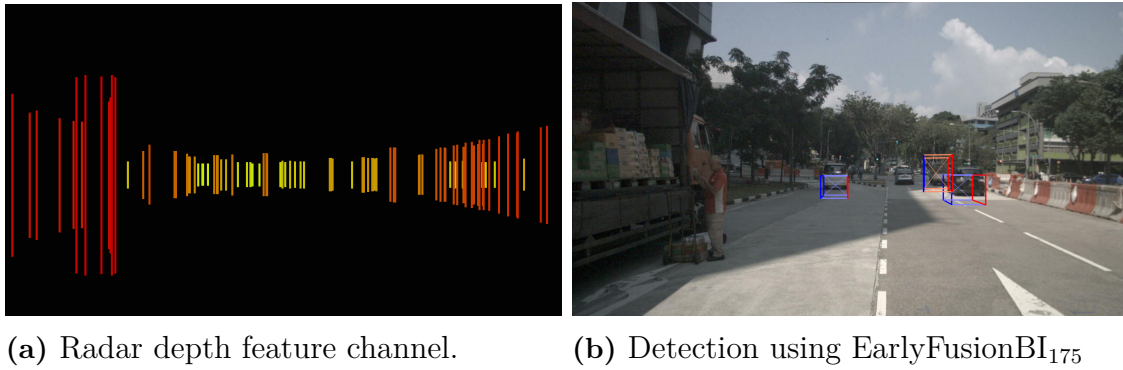 (a) Radar depth feature channel.
(b) Detection using EarlyFusionBI₁₇₅